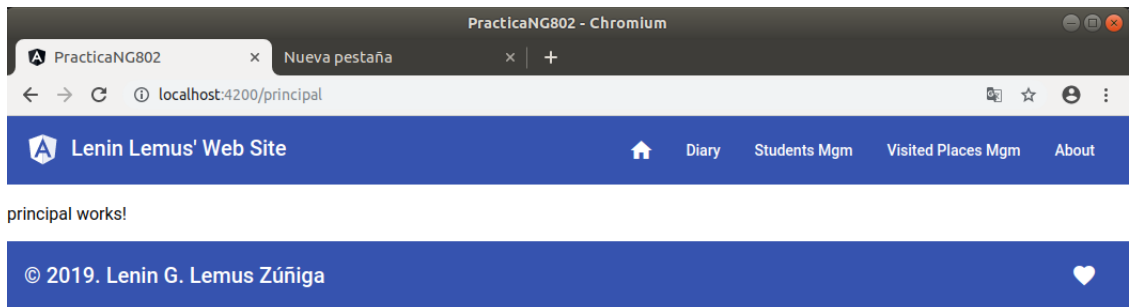 PracticaNG802 - Chromium
PracticaNG802 Nueva pestaña
localhost:4200/principal
Lenin Lemus' Web Site Diary Students Mgm Visited Places Mgm About
principal works!
© 2019. Lenin G. Lemus Zúñiga